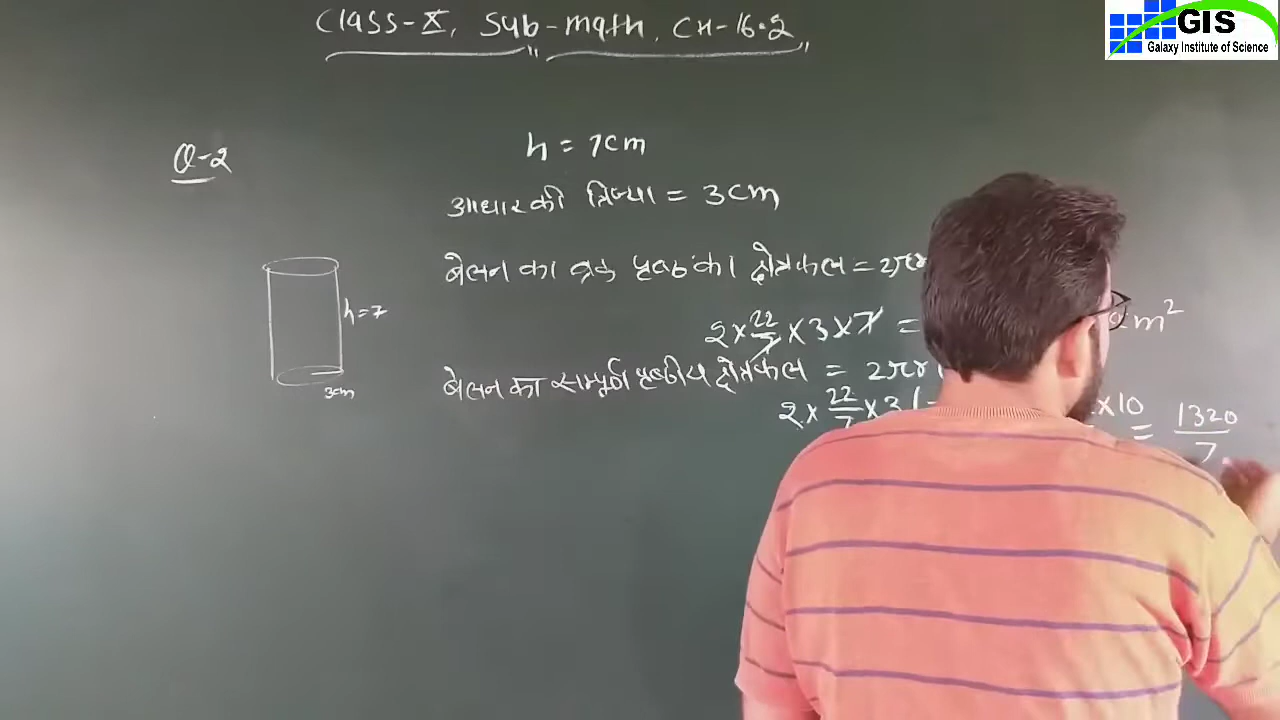 GIS
Galaxy Institute of Science
Class-X, Sub-math, CH-16.2
Q-2
h = 7cm
आधार की त्रिज्या = 3cm
बेलन का वक्र पृष्ठ का क्षेत्रफल = 2πr
2 × 22/7 × 3 × 7 =
m²
h=7
3cm
बेलन का सम्पूर्ण पृष्ठीय क्षेत्रफल = 2πr
2 × 22/7 × 3 (
×10 = 1320/7